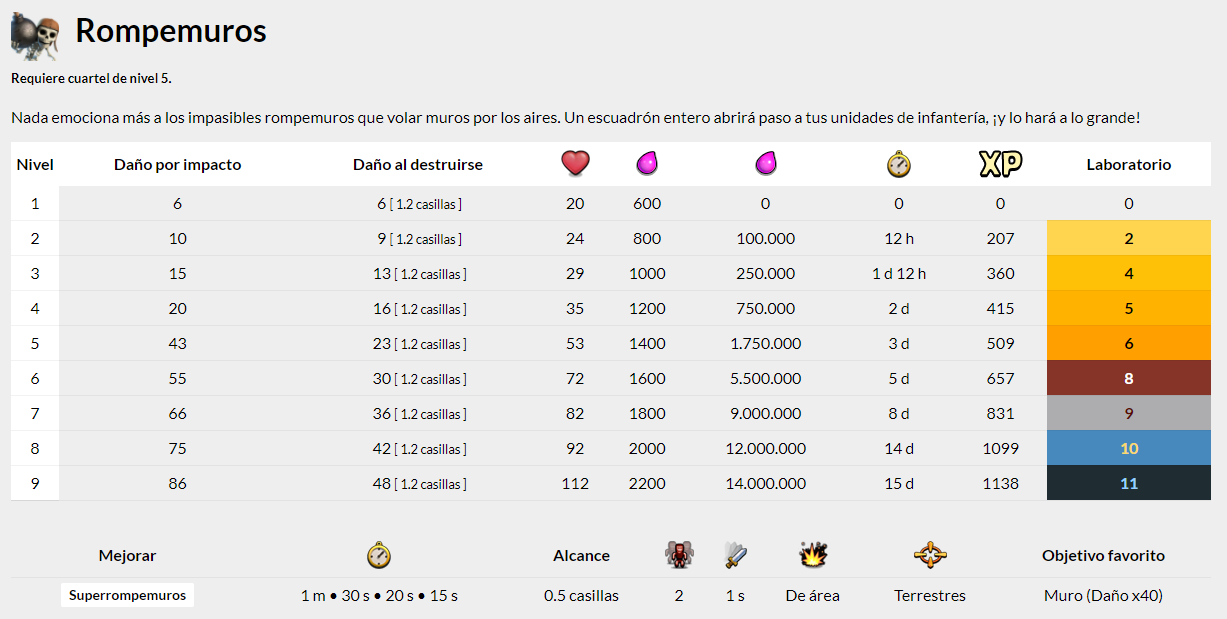 Rompemuros
Requiere cuartel de nivel 5.
Nada emociona más a los impasibles rompemuros que volar muros por los aires. Un escuadrón entero abrirá paso a tus unidades de infantería, ¡y lo hará a lo grande!
Nivel Daño por impacto Daño al destruirse XP Laboratorio
1 6 6 [ 1.2 casillas ] 20 600 0 0 0 0
2 10 9 [ 1.2 casillas ] 24 800 100.000 12 h 207 2
3 15 13 [ 1.2 casillas ] 29 1000 250.000 1 d 12 h 360 4
4 20 16 [ 1.2 casillas ] 35 1200 750.000 2 d 415 5
5 43 23 [ 1.2 casillas ] 53 1400 1.750.000 3 d 509 6
6 55 30 [ 1.2 casillas ] 72 1600 5.500.000 5 d 657 8
7 66 36 [ 1.2 casillas ] 82 1800 9.000.000 8 d 831 9
8 75 42 [ 1.2 casillas ] 92 2000 12.000.000 14 d 1099 10
9 86 48 [ 1.2 casillas ] 112 2200 14.000.000 15 d 1138 11
Mejorar Alcance Objetivo favorito
Superrompemuros 1 m • 30 s • 20 s • 15 s 0.5 casillas 2 1 s De área Terrestres Muro (Daño x40)